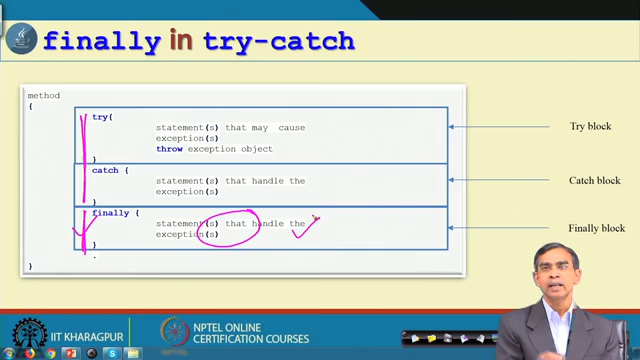 finally in try-catch
method
{
try{
statement(s) that may cause
exception(s)
throw exception object
}
Try block
catch {
statement(s) that handle the
exception(s)
}
Catch block
finally {
statement(s) that handle the
exception(s)
}
Finally block
.
}
IIT KHARAGPUR
NPTEL ONLINE
CERTIFICATION COURSES